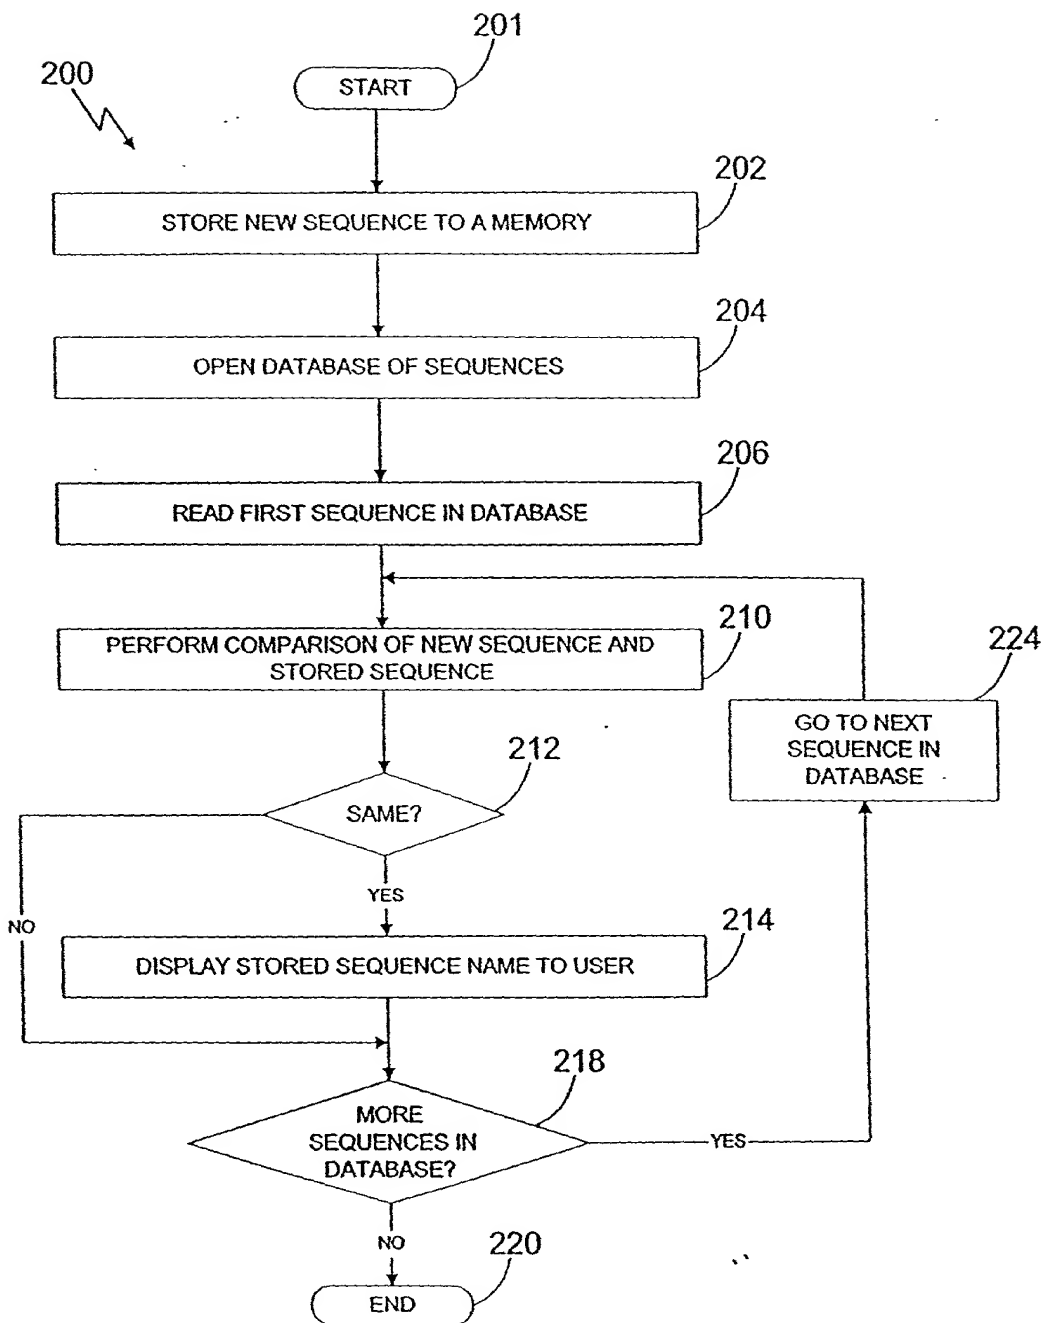 201
200
START
202
STORE NEW SEQUENCE TO A MEMORY
204
OPEN DATABASE OF SEQUENCES
206
READ FIRST SEQUENCE IN DATABASE
210
PERFORM COMPARISON OF NEW SEQUENCE AND
STORED SEQUENCE
224
GO TO NEXT
SEQUENCE IN
DATABASE
212
SAME?
YES
NO
214
DISPLAY STORED SEQUENCE NAME TO USER
218
MORE
SEQUENCES IN
DATABASE?
YES
NO
220
END